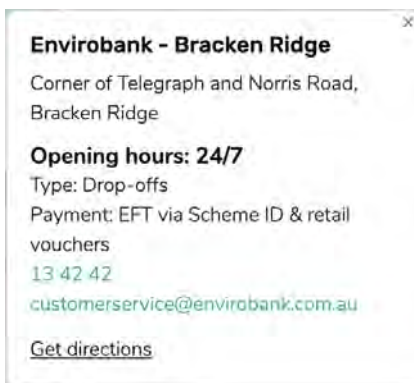 Envirobank - Bracken Ridge
Corner of Telegraph and Norris Road,
Bracken Ridge
Opening hours: 24/7
Type: Drop-offs
Payment: EFT via Scheme ID & retail
vouchers
13 42 42
customerservice@envirobank.com.au
Get directions